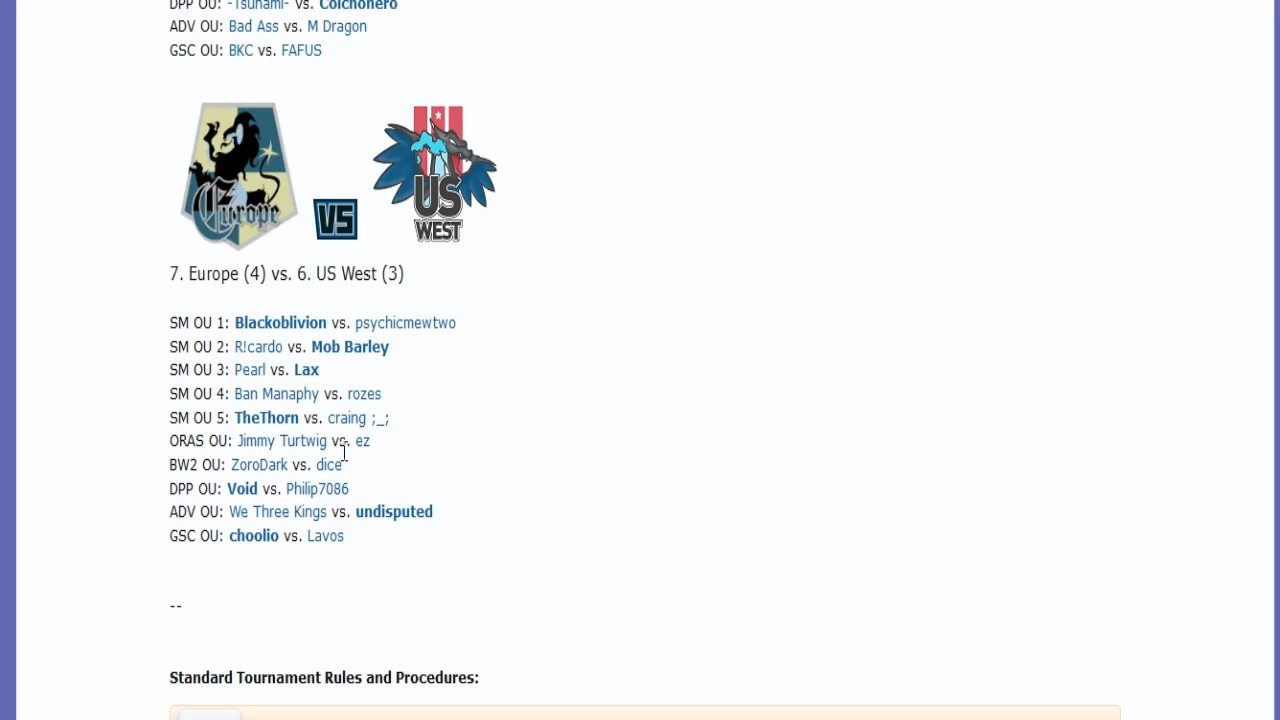 DPP OU: -Tsunami- vs. Colchonero
ADV OU: Bad Ass vs. M Dragon
GSC OU: BKC vs. FAFUS
Europe
VS
US
WEST
7. Europe (4) vs. 6. US West (3)
SM OU 1: Blackoblivion vs. psychicmewtwo
SM OU 2: R!cardo vs. Mob Barley
SM OU 3: Pearl vs. Lax
SM OU 4: Ban Manaphy vs. rozes
SM OU 5: TheThorn vs. craing ;_;
ORAS OU: Jimmy Turtwig vs. ez
BW2 OU: ZoroDark vs. dice
DPP OU: Void vs. Philip7086
ADV OU: We Three Kings vs. undisputed
GSC OU: choolio vs. Lavos
--
Standard Tournament Rules and Procedures: